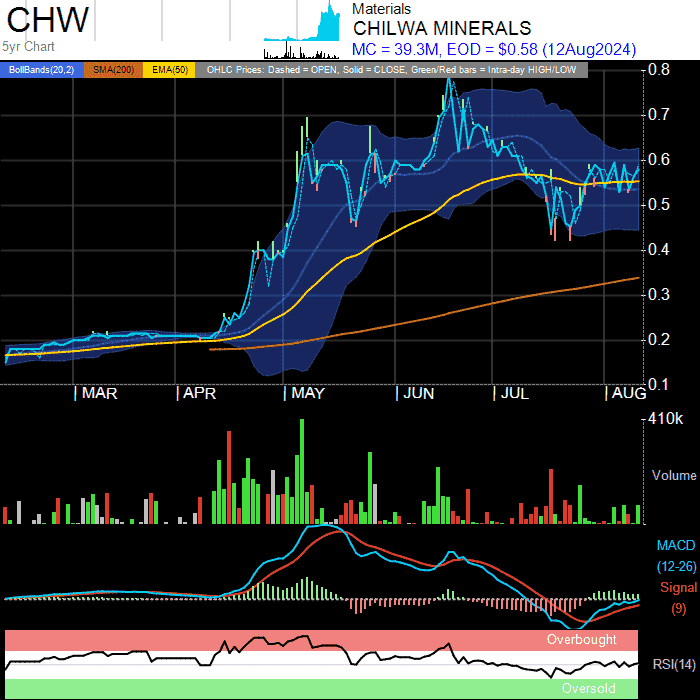 CHW
5yr Chart
Materials
CHILWA MINERALS
MC = 39.3M, EOD = $0.58 (12Aug2024)
BollBands(20,2) SMA(200) EMA(50) OHLC Prices: Dashed = OPEN, Solid = CLOSE, Green/Red bars = Intra-day HIGH/LOW
0.8
0.7
0.6
0.5
0.4
0.3
0.2
0.1
MAR APR MAY JUN JUL AUG
410k
Volume
MACD
(12-26)
Signal
(9)
Overbought
RSI(14)
Oversold